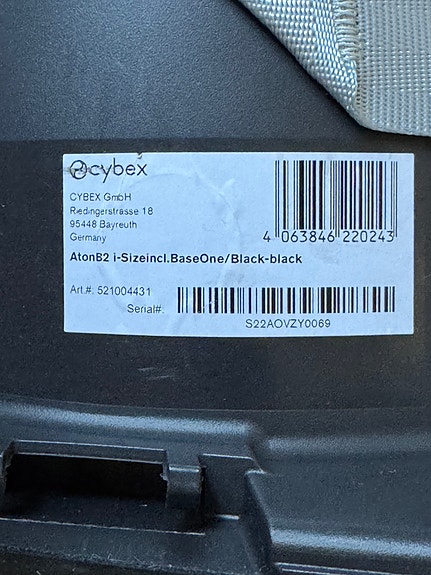 cybex
CYBEX GmbH
Riedingerstrasse 18
95448 Bayreuth
Germany
4 063846 220243
AtonB2 i-Sizeincl.BaseOne/Black-black
Art.#: 521004431
Serial#:
S22AOVZY0069